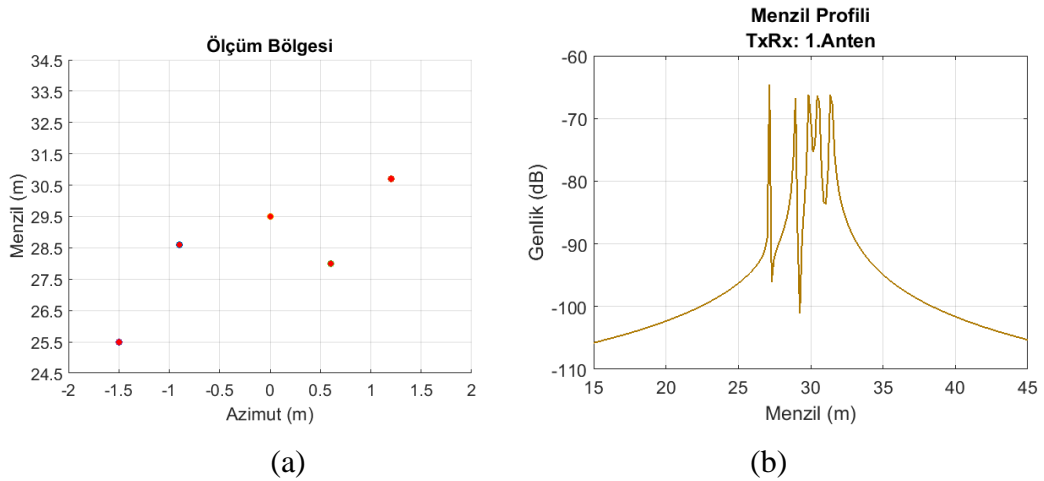 Ölçüm Bölgesi
34.5
33.5
32.5
31.5
30.5
29.5
28.5
27.5
26.5
25.5
24.5
Menzil (m)
-2 -1.5 -1 -0.5 0 0.5 1 1.5 2
Azimut (m)
(a)
Menzil Profili
TxRx: 1.Anten
-60
-70
-80
-90
-100
-110
Genlik (dB)
15 20 25 30 35 40 45
Menzil (m)
(b)